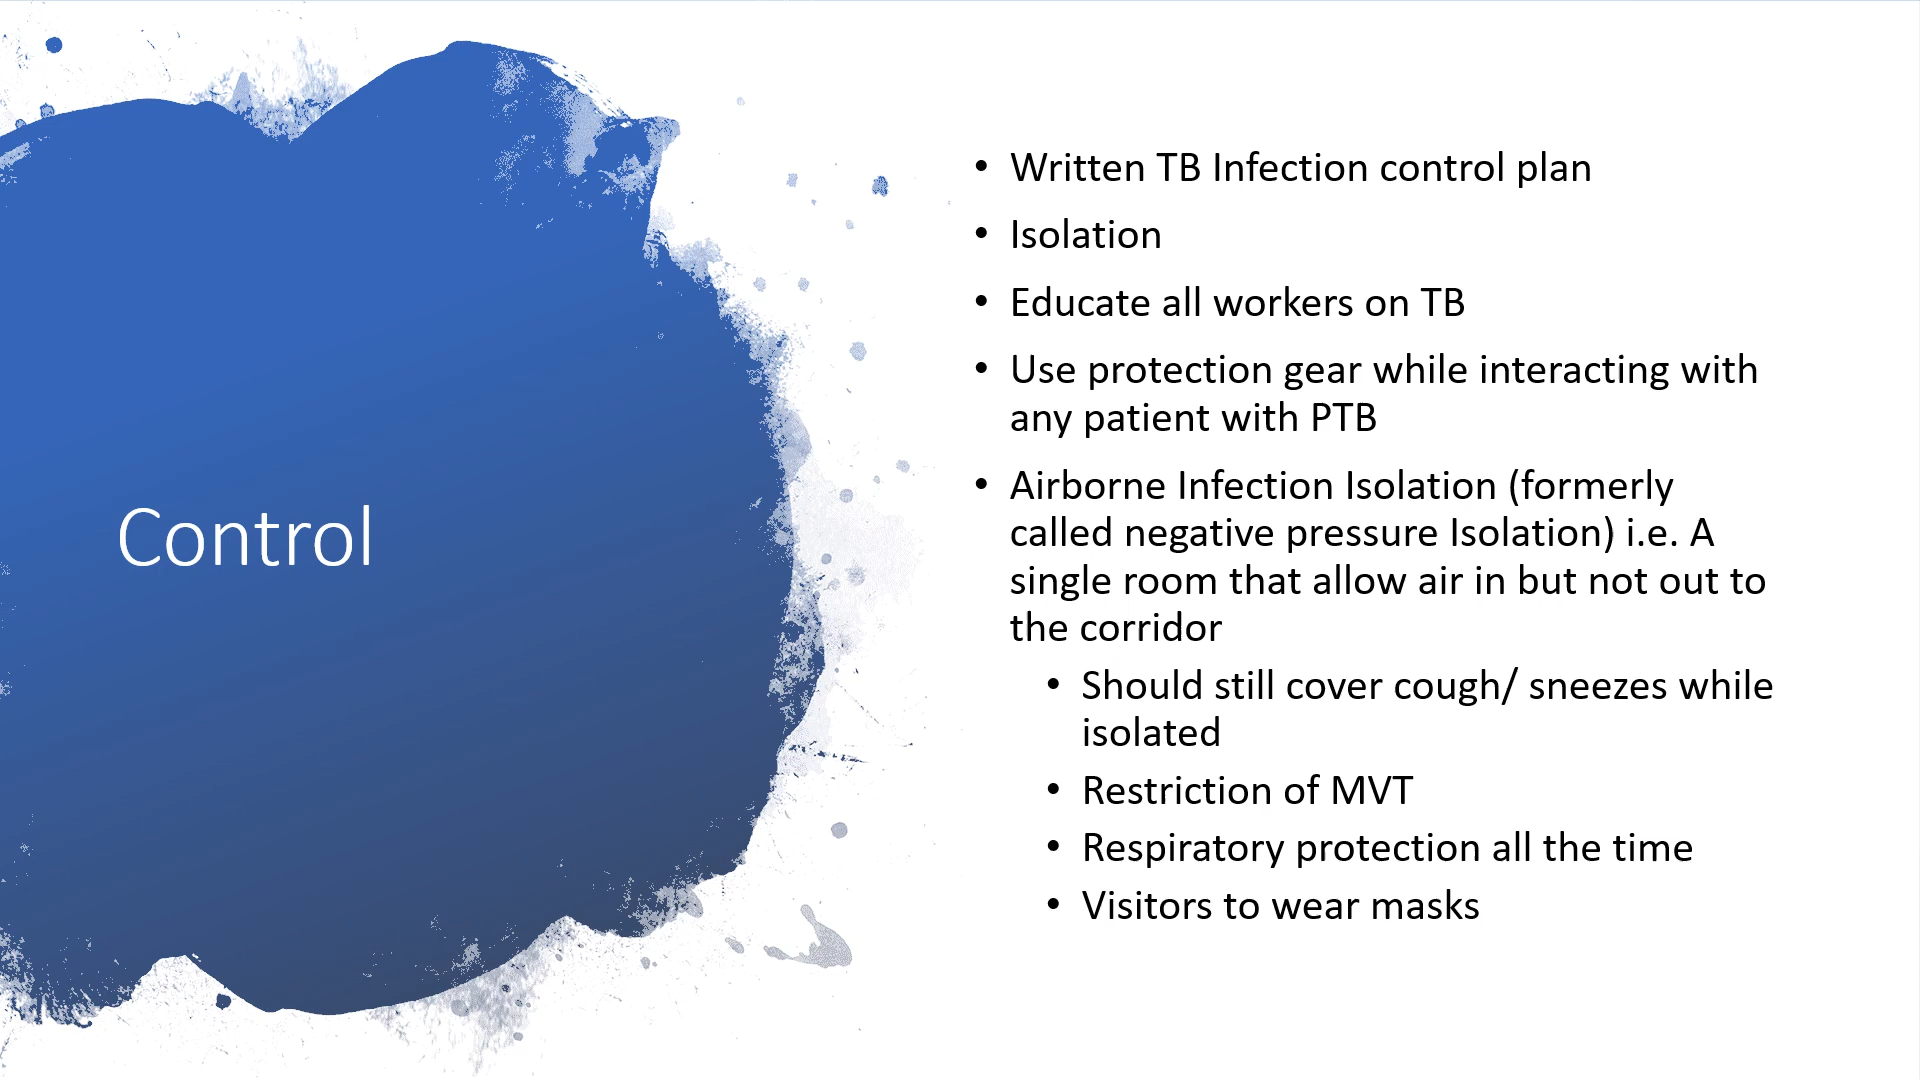 Control
• Written TB Infection control plan
• Isolation
• Educate all workers on TB
• Use protection gear while interacting with
any patient with PTB
• Airborne Infection Isolation (formerly
called negative pressure Isolation) i.e. A
single room that allow air in but not out to
the corridor
• Should still cover cough/ sneezes while
isolated
• Restriction of MVT
• Respiratory protection all the time
• Visitors to wear masks